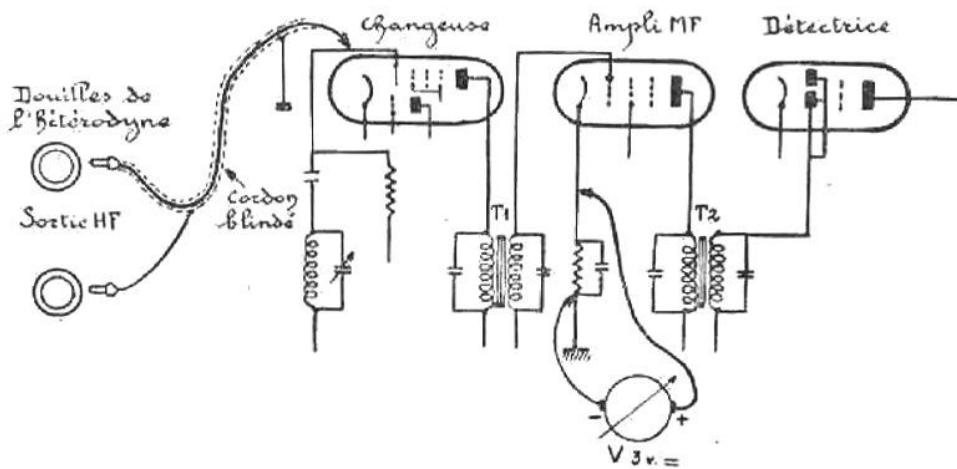 Changeuse
Ampli MF
Détectrice
Douilles de
l'Hétérodyne
cordon
blindé
Sortie HF
T1
T2
- +
V 3 v. =